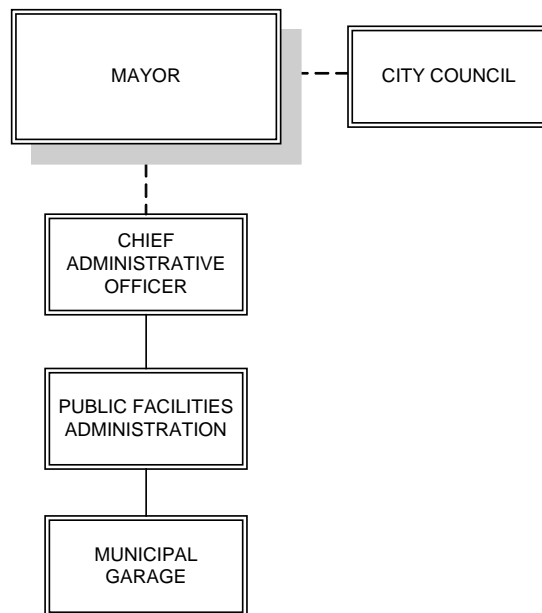 MAYOR
CITY COUNCIL
CHIEF
ADMINISTRATIVE
OFFICER
PUBLIC FACILITIES
ADMINISTRATION
MUNICIPAL
GARAGE